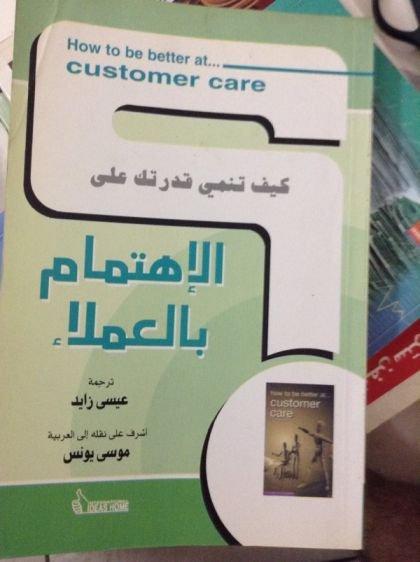 How to be better at...
customer care
كيف تنمي قدرتك على
الإهتمام
بالعملاء
ترجمة
عيسى زايد
أشرف على نقله إلى العربية
موسى يونس
How to be better at...
customer
care
IDEAS HOME